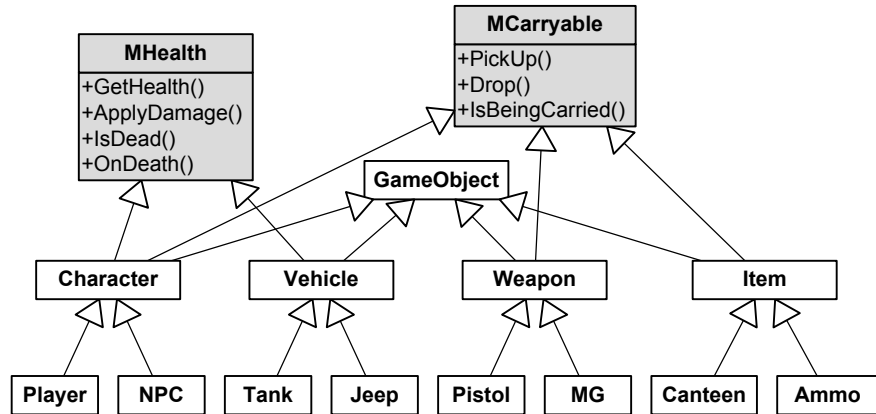 MHealth
+GetHealth()
+ApplyDamage()
+IsDead()
+OnDeath()
MCarryable
+PickUp()
+Drop()
+IsBeingCarried()
GameObject
Character
Vehicle
Weapon
Item
Player
NPC
Tank
Jeep
Pistol
MG
Canteen
Ammo